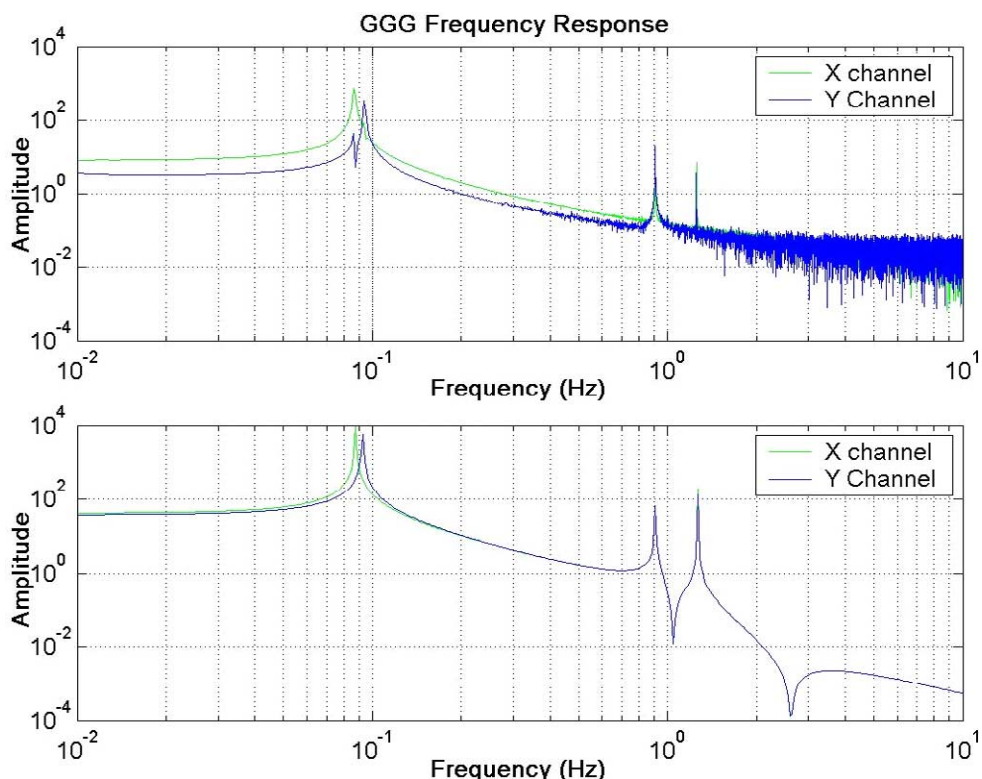 GGG Frequency Response
10^4
10^2
10^0
10^-2
10^-4
Amplitude
X channel
Y Channel
10^-2
10^-1
10^0
10^1
Frequency (Hz)
10^4
10^2
10^0
10^-2
10^-4
Amplitude
X channel
Y Channel
10^-2
10^-1
10^0
10^1
Frequency (Hz)